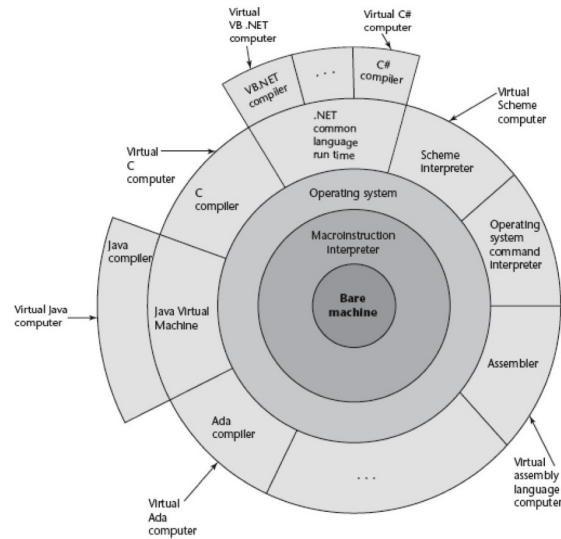 Virtual
VB .NET
computer
Virtual C#
computer
VB.NET
compiler
. . .
C#
compiler
.NET
common
language
run time
Virtual
Scheme
computer
Virtual
C computer
C
compiler
Scheme
interpreter
Operating system
Macroinstruction
interpreter
Operating
system
command
interpreter
Java
compiler
Bare
machine
Virtual Java
computer
Java Virtual
Machine
Assembler
Ada
compiler
. . .
Virtual
assembly
language
computer
Virtual
Ada
computer